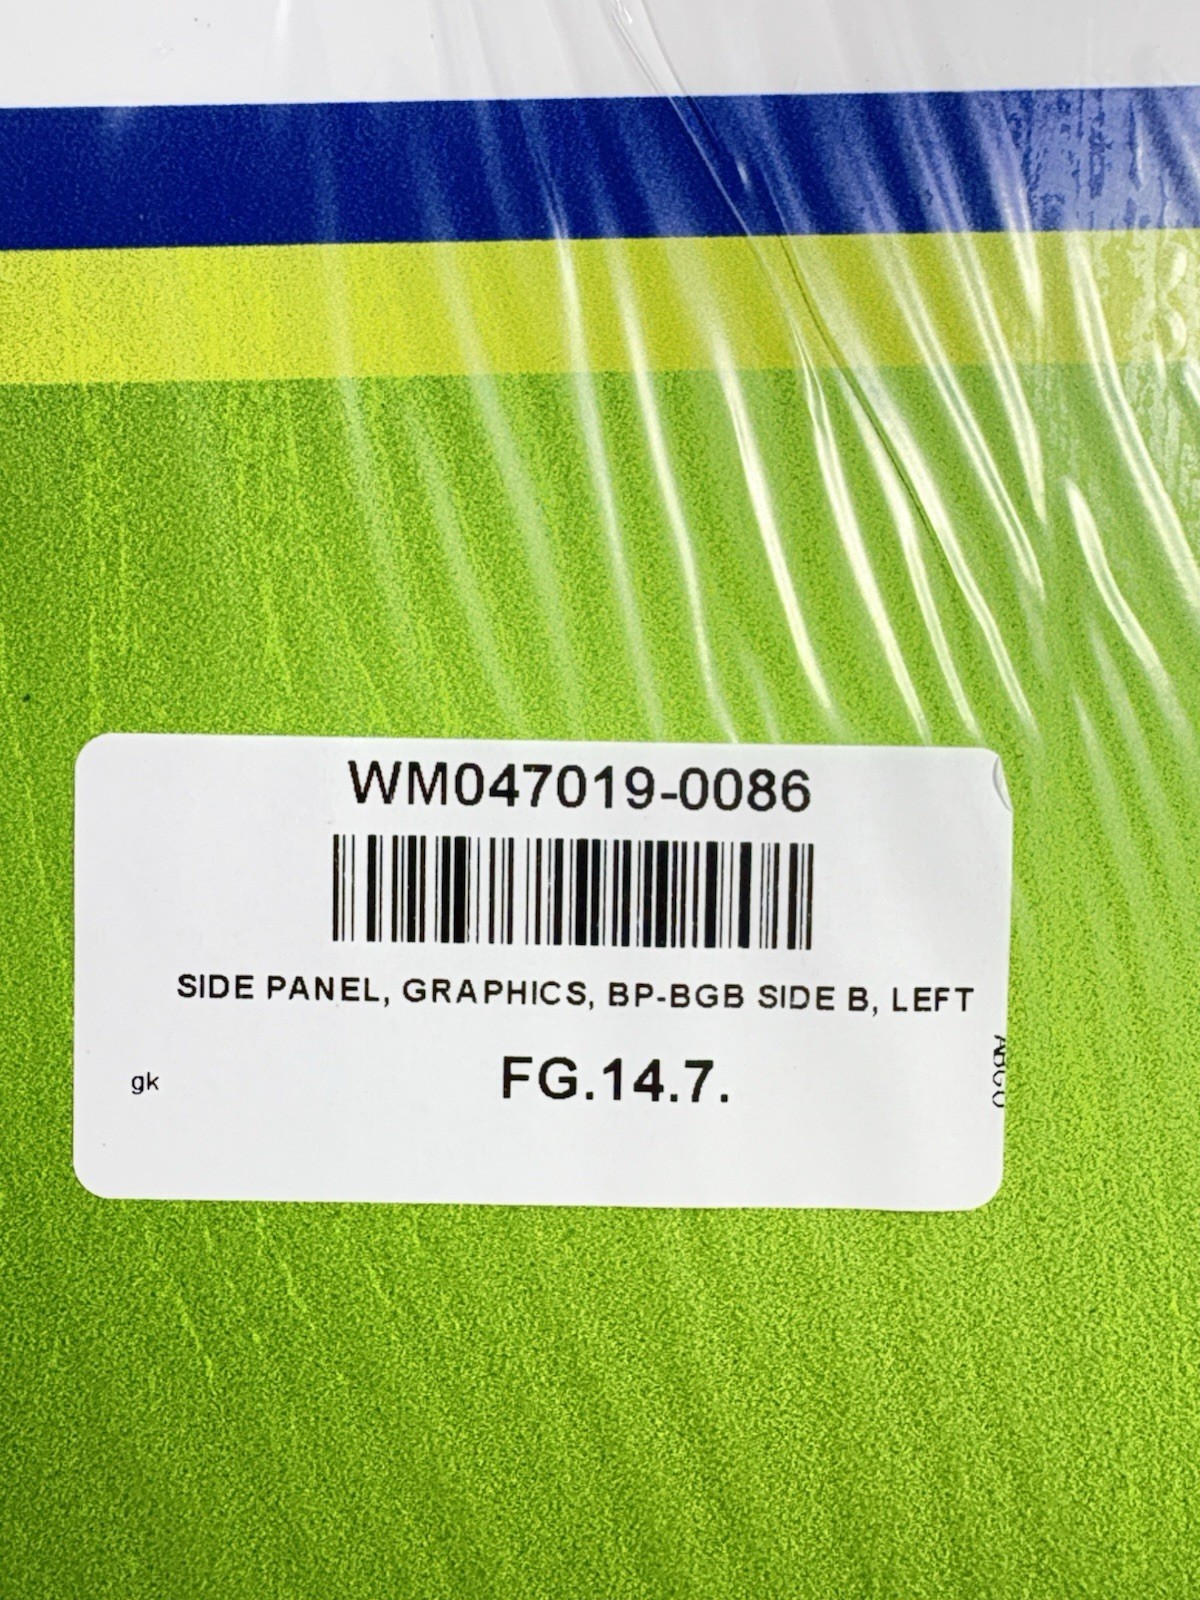 WM047019-0086
SIDE PANEL, GRAPHICS, BP-BGB SIDE B, LEFT
gk
FG.14.7.